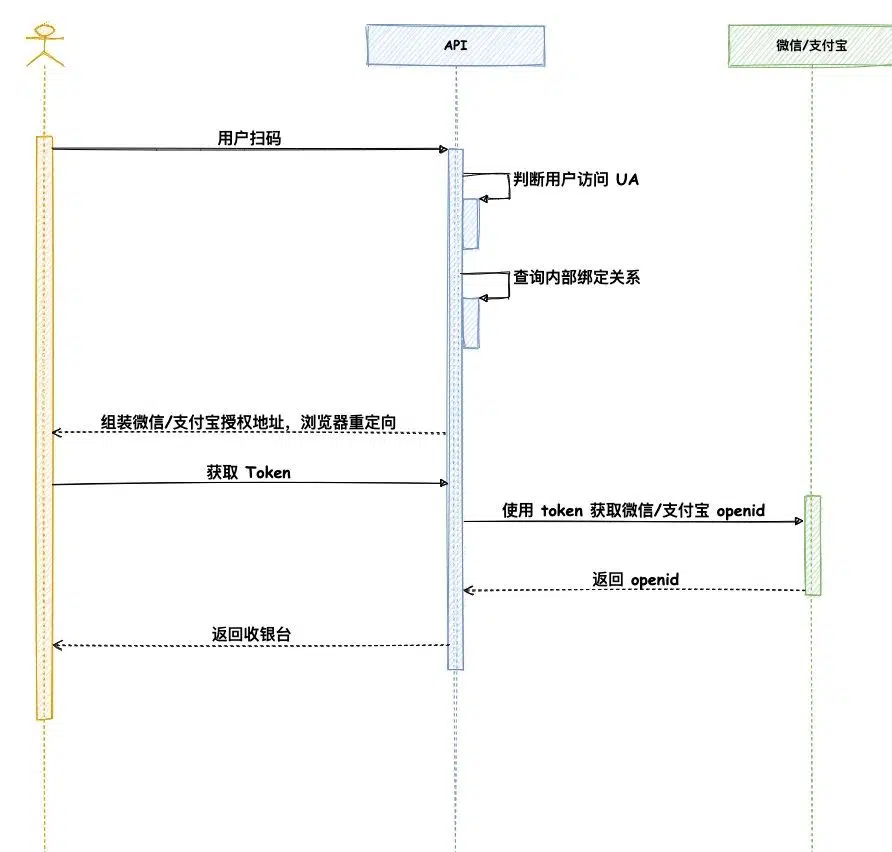 API
微信/支付宝
用户扫码
判断用户访问 UA
查询内部绑定关系
组装微信/支付宝授权地址，浏览器重定向
获取 Token
使用 token 获取微信/支付宝 openid
返回 openid
返回收银台